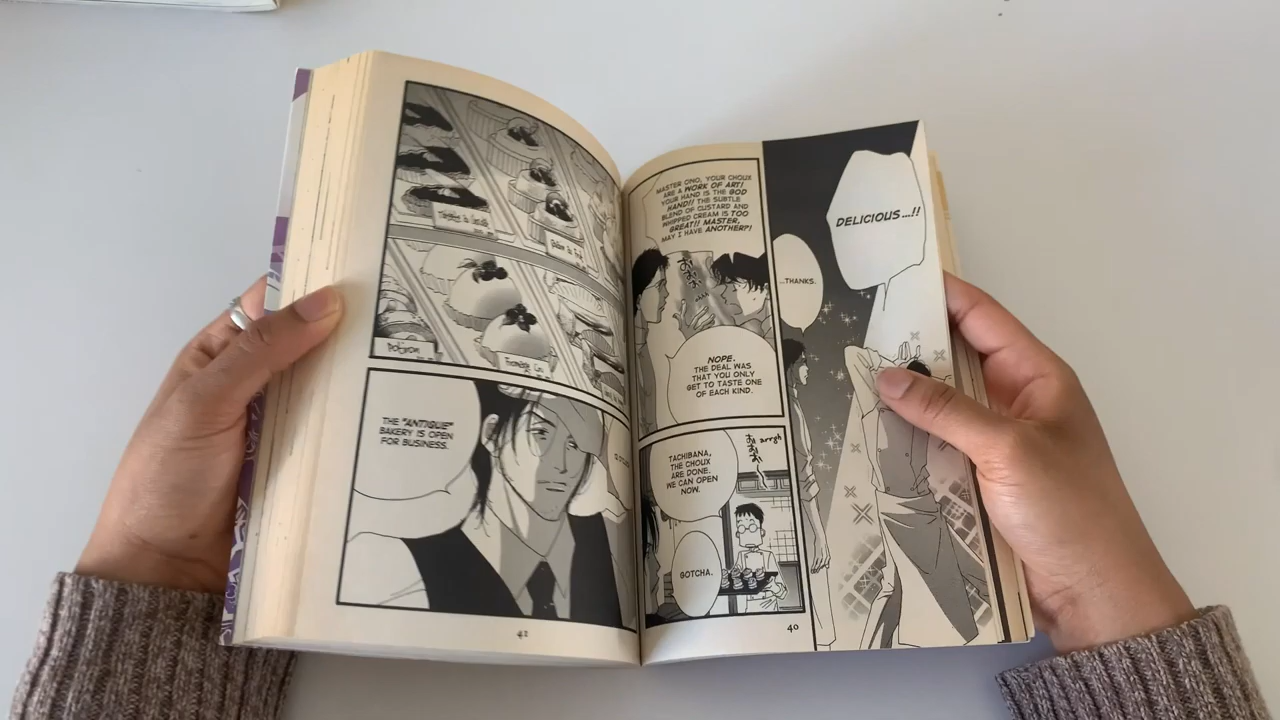 DELICIOUS...!!
...THANKS.
MASTER ONO, YOUR CHOUX
ARE A WORK OF ART!
YOUR HAND IS THE GOD
HAND!! THE SUBTLE
BLEND OF CUSTARD AND
WHIPPED CREAM IS TOO
GREAT!! MASTER,
MAY I HAVE ANOTHER?!
NOPE.
THE DEAL WAS
THAT YOU ONLY
GET TO TASTE ONE
OF EACH KIND.
arrgh
TACHIBANA,
THE CHOUX
ARE DONE.
WE CAN OPEN
NOW.
GOTCHA.
40
Potiron
THE "ANTIQUE"
BAKERY IS OPEN
FOR BUSINESS.
42